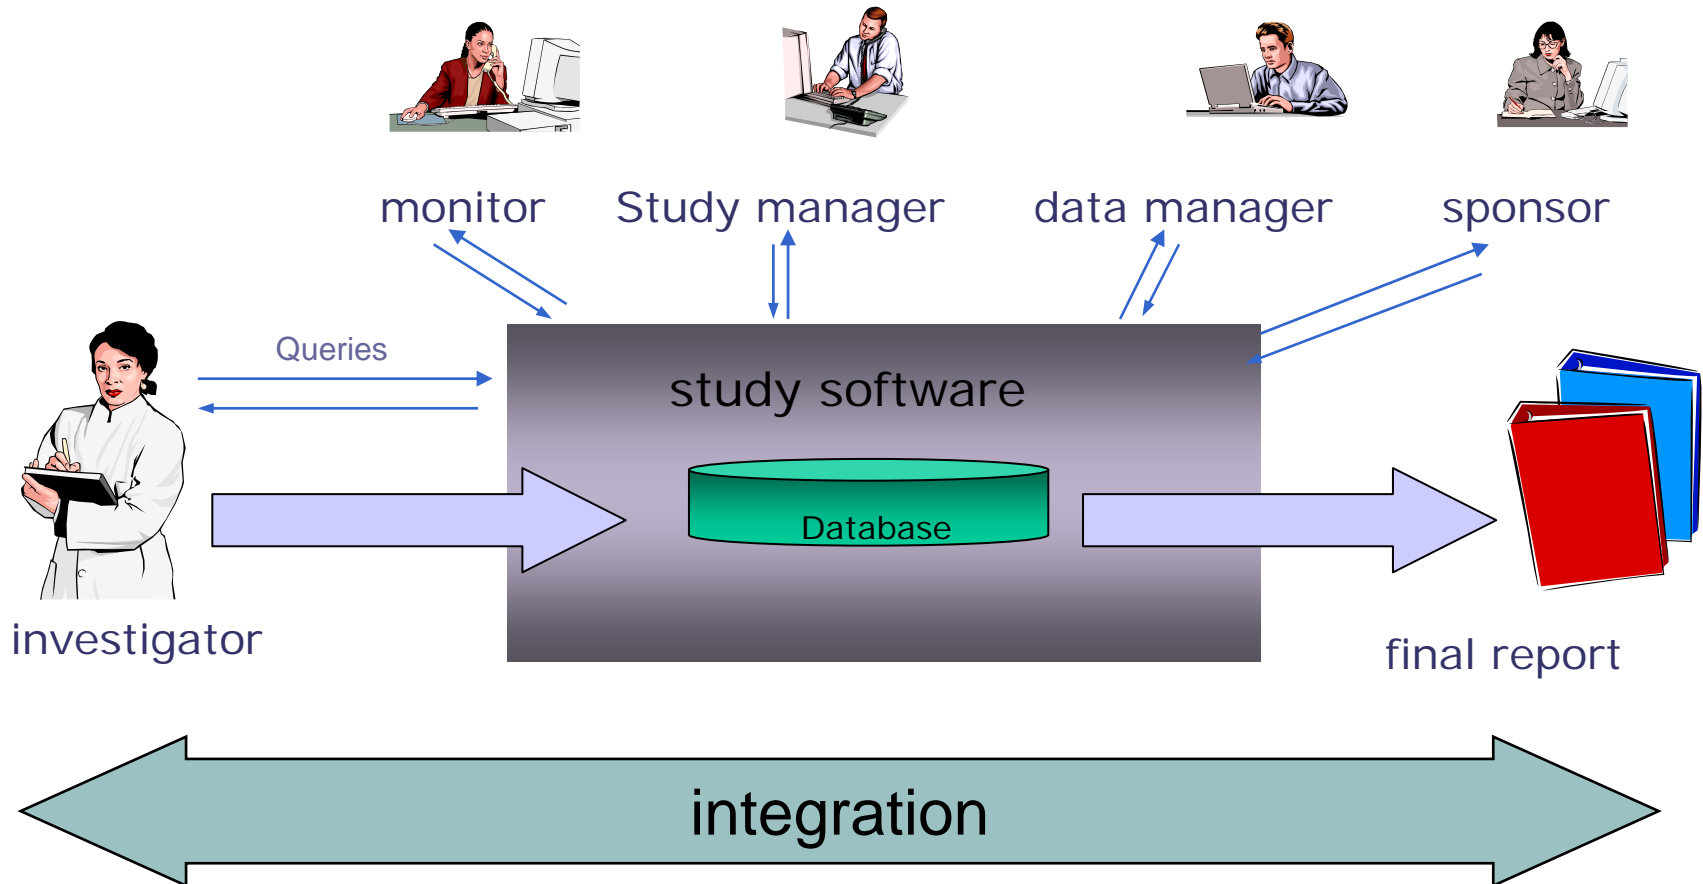 monitor
Study manager
data manager
sponsor
Queries
study software
Database
investigator
final report
integration